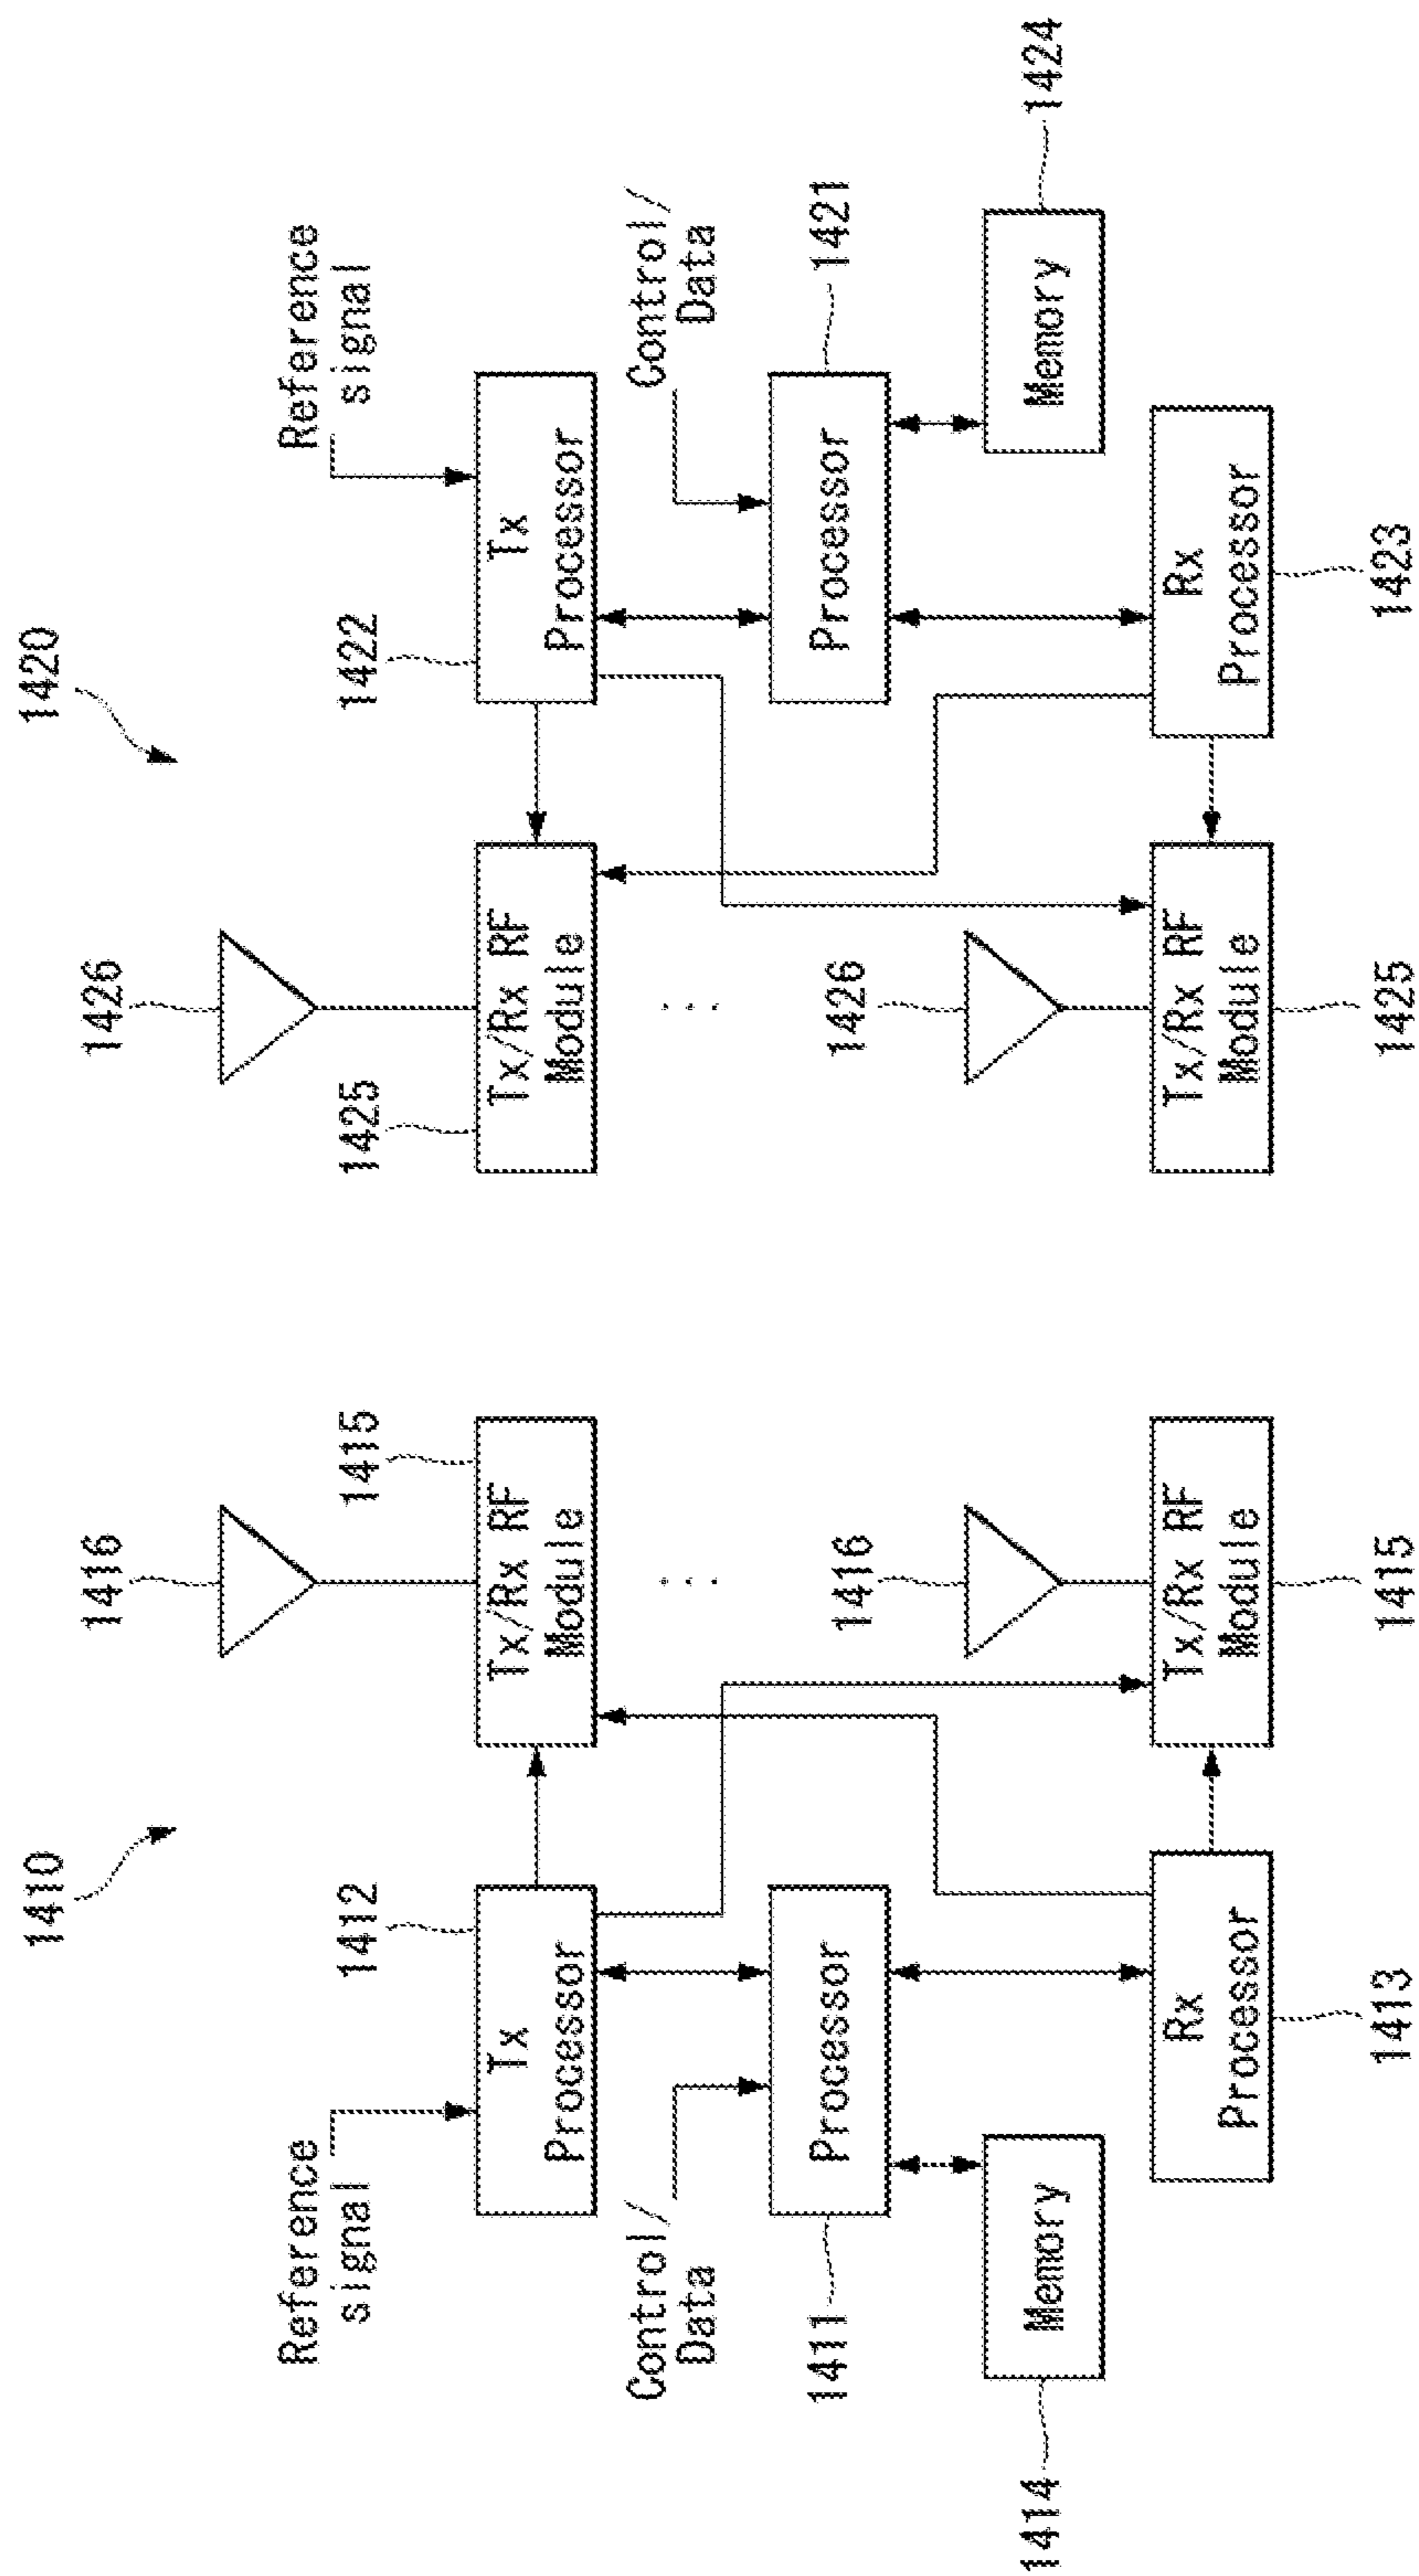 1410
Reference
signal
1412
Tx
Processor
1416
1415
Tx/Rx RF
Module
Control/
Data
1411
Processor
...
1416
Memory
1414
Rx
Processor
1413
Tx/Rx RF
Module
1415
1420
1426
1425
Tx/Rx RF
Module
1422
Tx
Processor
Reference
signal
...
1426
Control/
Data
Processor
1421
Memory
1424
Tx/Rx RF
Module
1425
Rx
Processor
1423